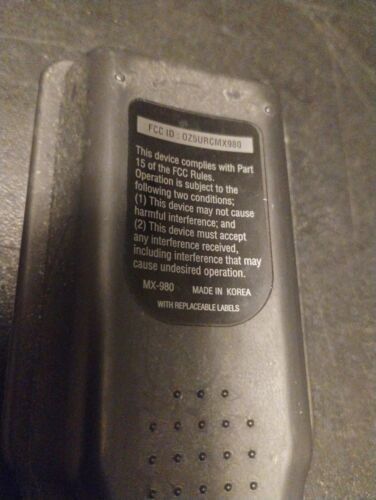 FCC ID : OZ5URCMX980
This device complies with Part
15 of the FCC Rules.
Operation is subject to the
following two conditions;
(1) This device may not cause
harmful interference; and
(2) This device must accept
any interference received,
including interference that may
cause undesired operation.
MX-980 MADE IN KOREA
WITH REPLACEABLE LABELS